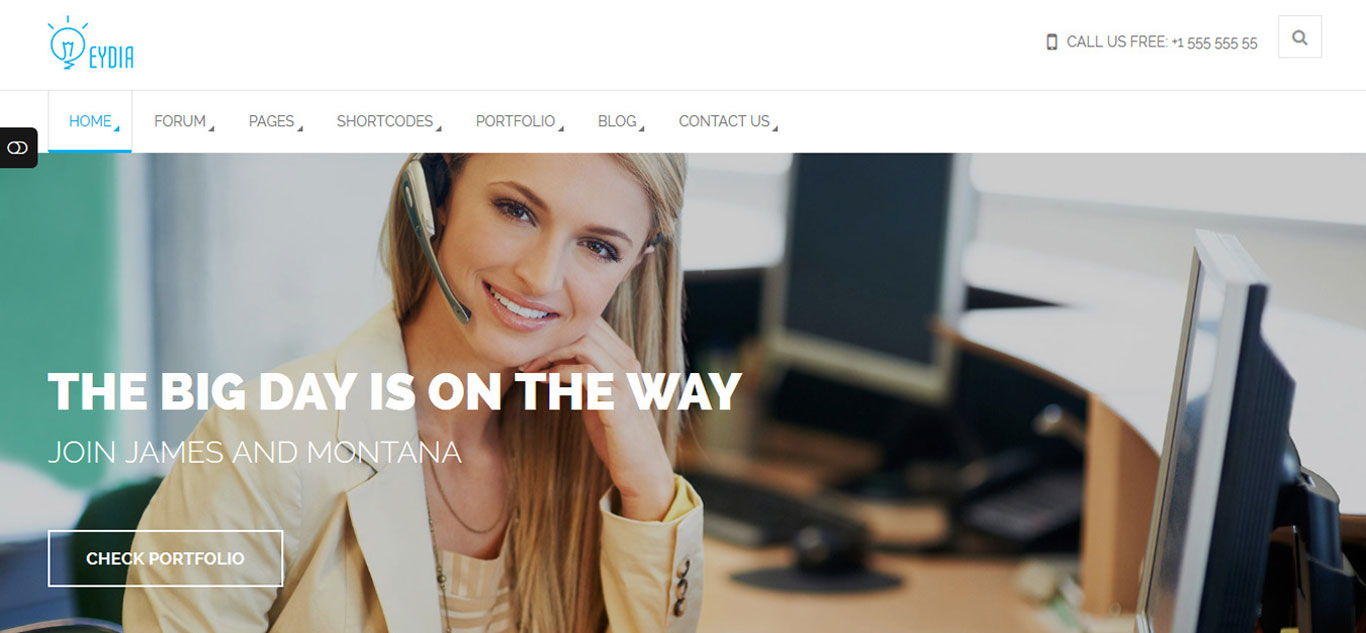 EYDIA
CALL US FREE: +1 555 555 55
HOME FORUM PAGES SHORTCODES PORTFOLIO BLOG CONTACT US
THE BIG DAY IS ON THE WAY
JOIN JAMES AND MONTANA
CHECK PORTFOLIO